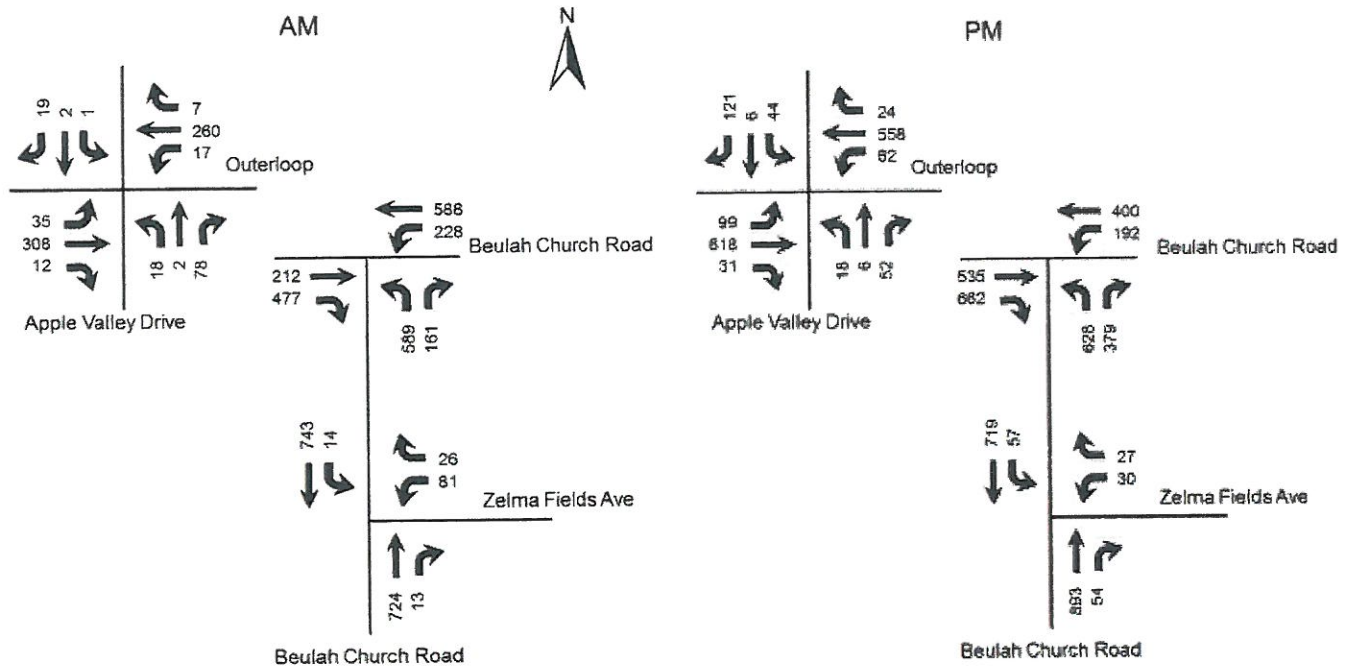 AM
N
PM
19 2 1
7
260
17
Outerloop
35
308
12
18 2 78
Apple Valley Drive
586
228
Beulah Church Road
212
477
589 161
743 14
26
81
Zelma Fields Ave
724 13
Beulah Church Road
121 6 44
24
558
62
Outerloop
99
618
31
18 6 52
Apple Valley Drive
400
192
Beulah Church Road
535
662
628 379
719 57
27
30
Zelma Fields Ave
893 54
Beulah Church Road